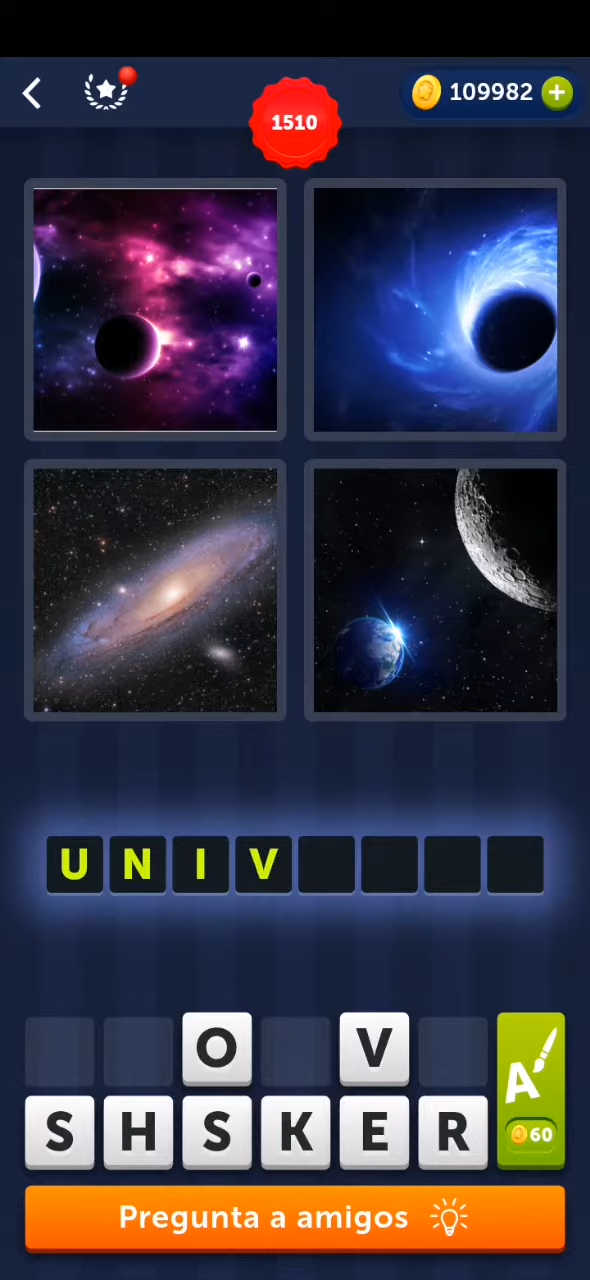 1510
109982 +
U N I V
O V
S H S K E R
A
60
Pregunta a amigos